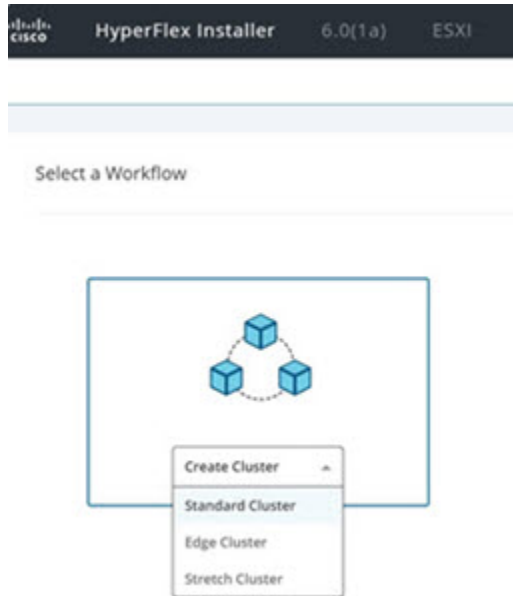 CISCO HyperFlex Installer 6.0(1a) ESXI
Select a Workflow
Create Cluster
Standard Cluster
Edge Cluster
Stretch Cluster